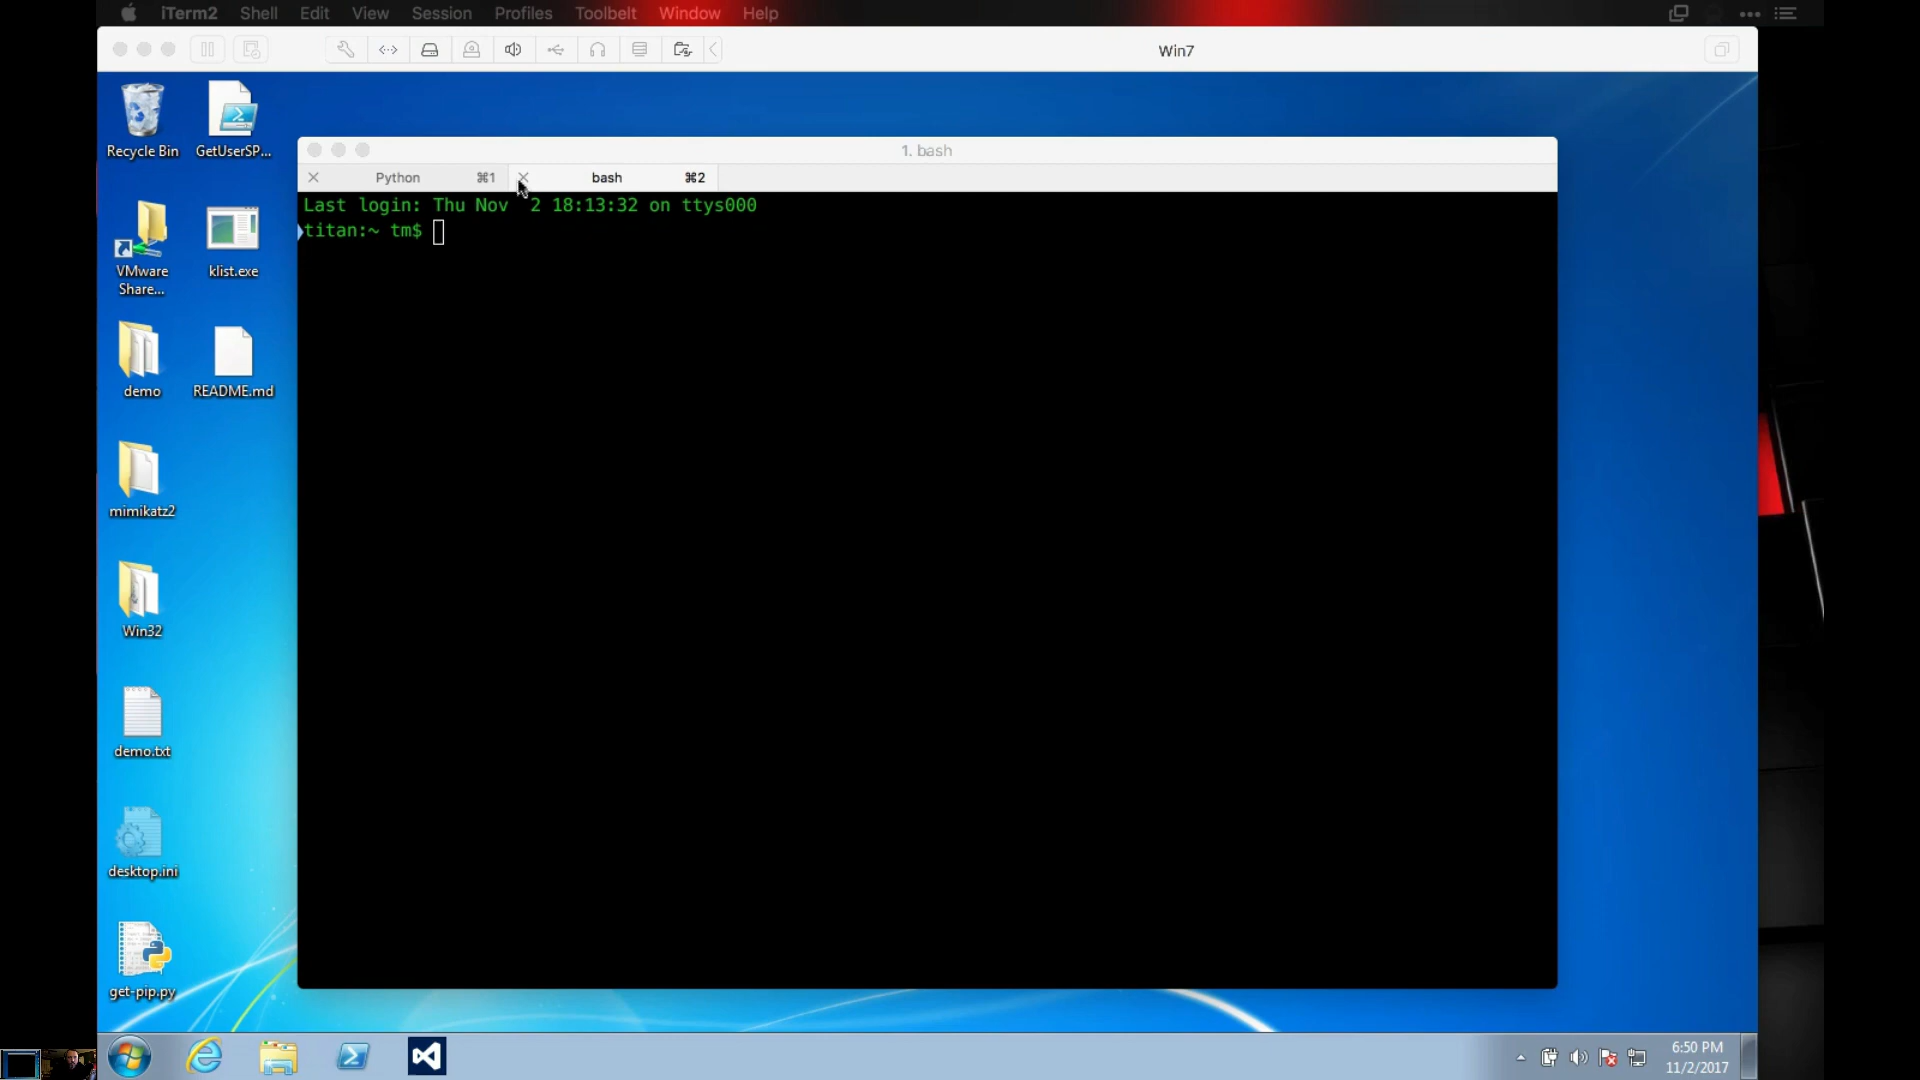 iTerm2 Shell Edit View Session Profiles Toolbelt Window Help
Win7
Recycle Bin
GetUserSP...
1. bash
Python ⌘1
bash ⌘2
Last login: Thu Nov  2 18:13:32 on ttys000
titan:~ tm$
VMware
Share...
klist.exe
demo
README.md
mimikatz2
Win32
demo.txt
desktop.ini
get-pip.py
6:50 PM
11/2/2017